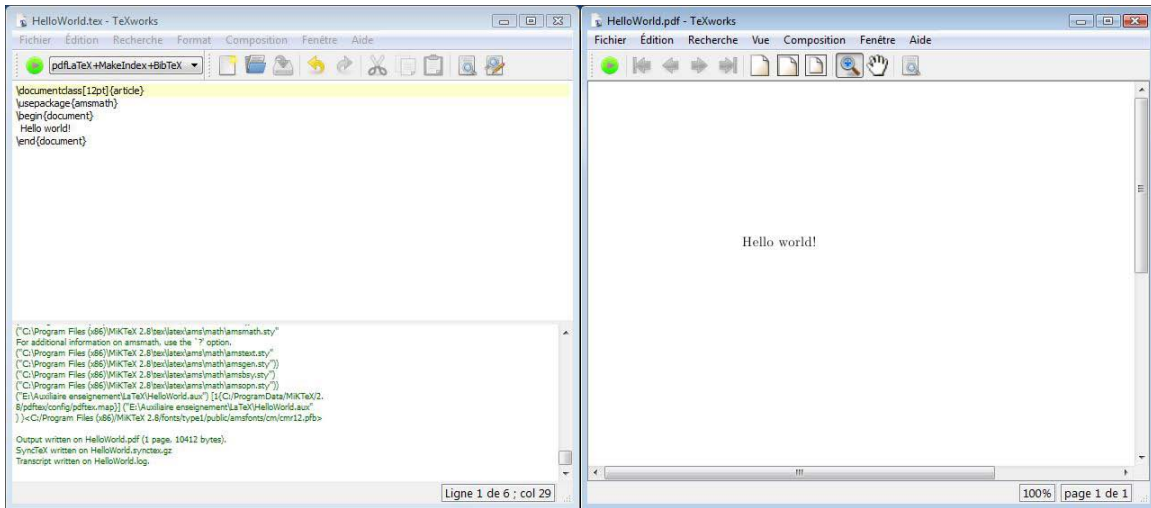 HelloWorld.tex - TeXworks
Fichier Édition Recherche Format Composition Fenêtre Aide
pdfLaTeX+MakeIndex+BibTeX
\documentclass[12pt]{article}
\usepackage{amsmath}
\begin{document}
Hello world!
\end{document}
("C:\Program Files (x86)\MiKTeX 2.8\tex\latex\ams\math\amsmath.sty"
For additional information on amsmath, use the `?' option.
("C:\Program Files (x86)\MiKTeX 2.8\tex\latex\ams\math\amstext.sty"
("C:\Program Files (x86)\MiKTeX 2.8\tex\latex\ams\math\amsgen.sty"))
("C:\Program Files (x86)\MiKTeX 2.8\tex\latex\ams\math\amsbsy.sty")
("C:\Program Files (x86)\MiKTeX 2.8\tex\latex\ams\math\amsopn.sty"))
("E:\Auxiliaire enseignement\LaTeX\HelloWorld.aux") [1{C:/ProgramData/MiKTeX/2.
8/pdftex/config/pdftex.map}] ("E:\Auxiliaire enseignement\LaTeX\HelloWorld.aux"
) )<C:/Program Files (x86)/MiKTeX 2.8/fonts/type1/public/amsfonts/cm/cmr12.pfb>
Output written on HelloWorld.pdf (1 page, 10412 bytes).
SyncTeX written on HelloWorld.synctex.gz
Transcript written on HelloWorld.log.
Ligne 1 de 6 ; col 29
HelloWorld.pdf - TeXworks
Fichier Édition Recherche Vue Composition Fenêtre Aide
Hello world!
100% page 1 de 1